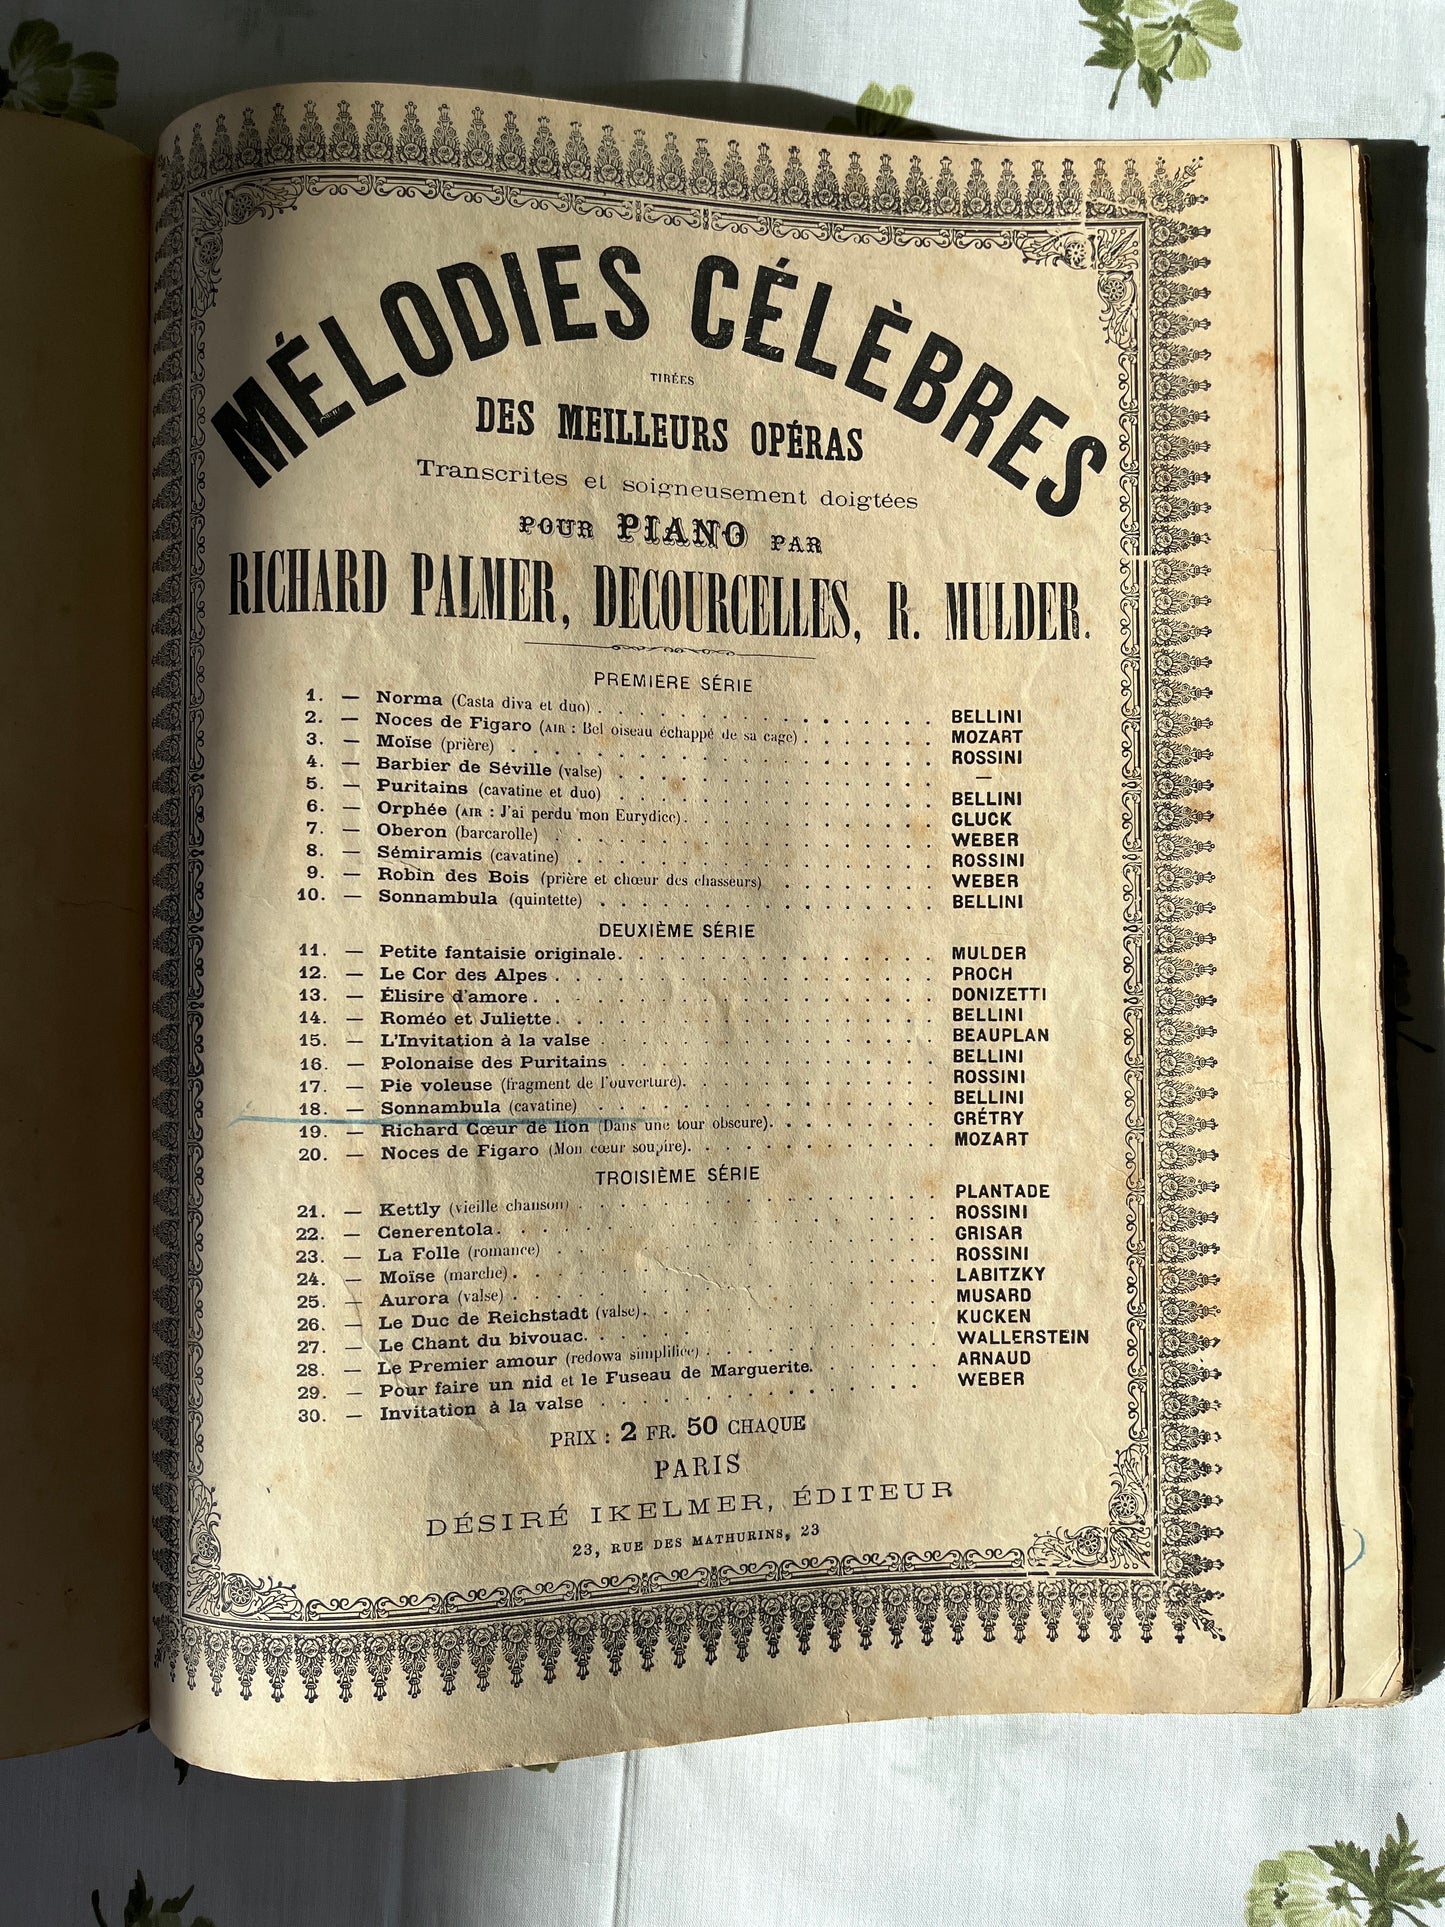 MÉLODIES CÉLÈBRES
TIRÉES
DES MEILLEURS OPÉRAS
Transcrites et soigneusement doigtées
POUR PIANO PAR
RICHARD PALMER, DECOURCELLES, R. MULDER.
PREMIÈRE SÉRIE
1. — Norma (Casta diva et duo) . . . . . . . . . . . . . . . BELLINI
2. — Noces de Figaro (AIR : Bel oiseau échappé de sa cage) . . . . . . . MOZART
3. — Moïse (prière) . . . . . . . . . . . . . . . . . . . ROSSINI
4. — Barbier de Séville (valse) . . . . . . . . . . . . . . —
5. — Puritains (cavatine et duo) . . . . . . . . . . . . . . BELLINI
6. — Orphée (AIR : J'ai perdu mon Eurydice). . . . . . . . . . . . GLUCK
7. — Oberon (barcarolle) . . . . . . . . . . . . . . . . . WEBER
8. — Sémiramis (cavatine) . . . . . . . . . . . . . . . . ROSSINI
9. — Robin des Bois (prière et chœur des chasseurs) . . . . . . . . WEBER
10. — Sonnambula (quintette) . . . . . . . . . . . . . . . BELLINI
DEUXIÈME SÉRIE
11. — Petite fantaisie originale. . . . . . . . . . . . . . . MULDER
12. — Le Cor des Alpes . . . . . . . . . . . . . . . . . PROCH
13. — Élisire d'amore . . . . . . . . . . . . . . . . . . DONIZETTI
14. — Roméo et Juliette. . . . . . . . . . . . . . . . . BELLINI
15. — L'Invitation à la valse . . . . . . . . . . . . . . . BEAUPLAN
16. — Polonaise des Puritains . . . . . . . . . . . . . . BELLINI
17. — Pie voleuse (fragment de l'ouverture). . . . . . . . . . . ROSSINI
18. — Sonnambula (cavatine) . . . . . . . . . . . . . . . BELLINI
19. — Richard Cœur de lion (Dans une tour obscure). . . . . . . . GRÉTRY
20. — Noces de Figaro (Mon cœur soupire). . . . . . . . . . . MOZART
TROISIÈME SÉRIE
21. — Kettly (vieille chanson) . . . . . . . . . . . . . . . PLANTADE
22. — Cenerentola. . . . . . . . . . . . . . . . . . . ROSSINI
23. — La Folle (romance) . . . . . . . . . . . . . . . . GRISAR
24. — Moïse (marche). . . . . . . . . . . . . . . . . . ROSSINI
25. — Aurora (valse) . . . . . . . . . . . . . . . . . . LABITZKY
26. — Le Duc de Reichstadt (valse). . . . . . . . . . . . . MUSARD
27. — Le Chant du bivouac. . . . . . . . . . . . . . . KUCKEN
28. — Le Premier amour (redowa simplifiée) . . . . . . . . . . WALLERSTEIN
29. — Pour faire un nid et le Fuseau de Marguerite. . . . . . . ARNAUD
30. — Invitation à la valse . . . . . . . . . . . . . . WEBER
PRIX : 2 FR. 50 CHAQUE
PARIS
DÉSIRÉ IKELMER, ÉDITEUR
23, RUE DES MATHURINS, 23